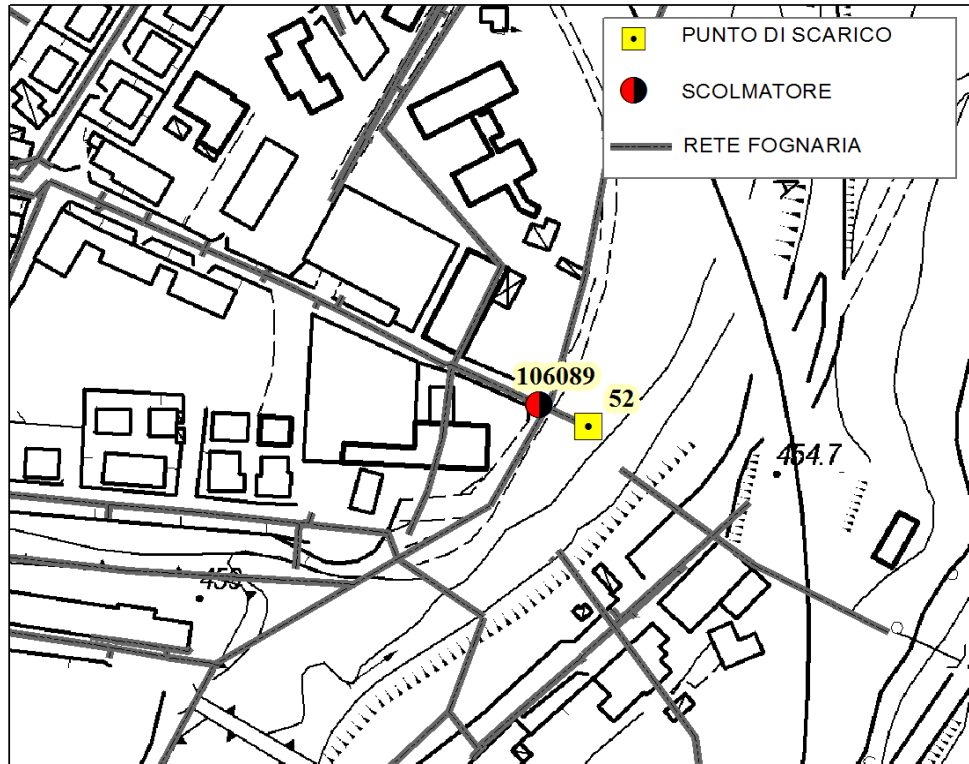 PUNTO DI SCARICO
SCOLMATORE
RETE FOGNARIA
106089
52
454.7